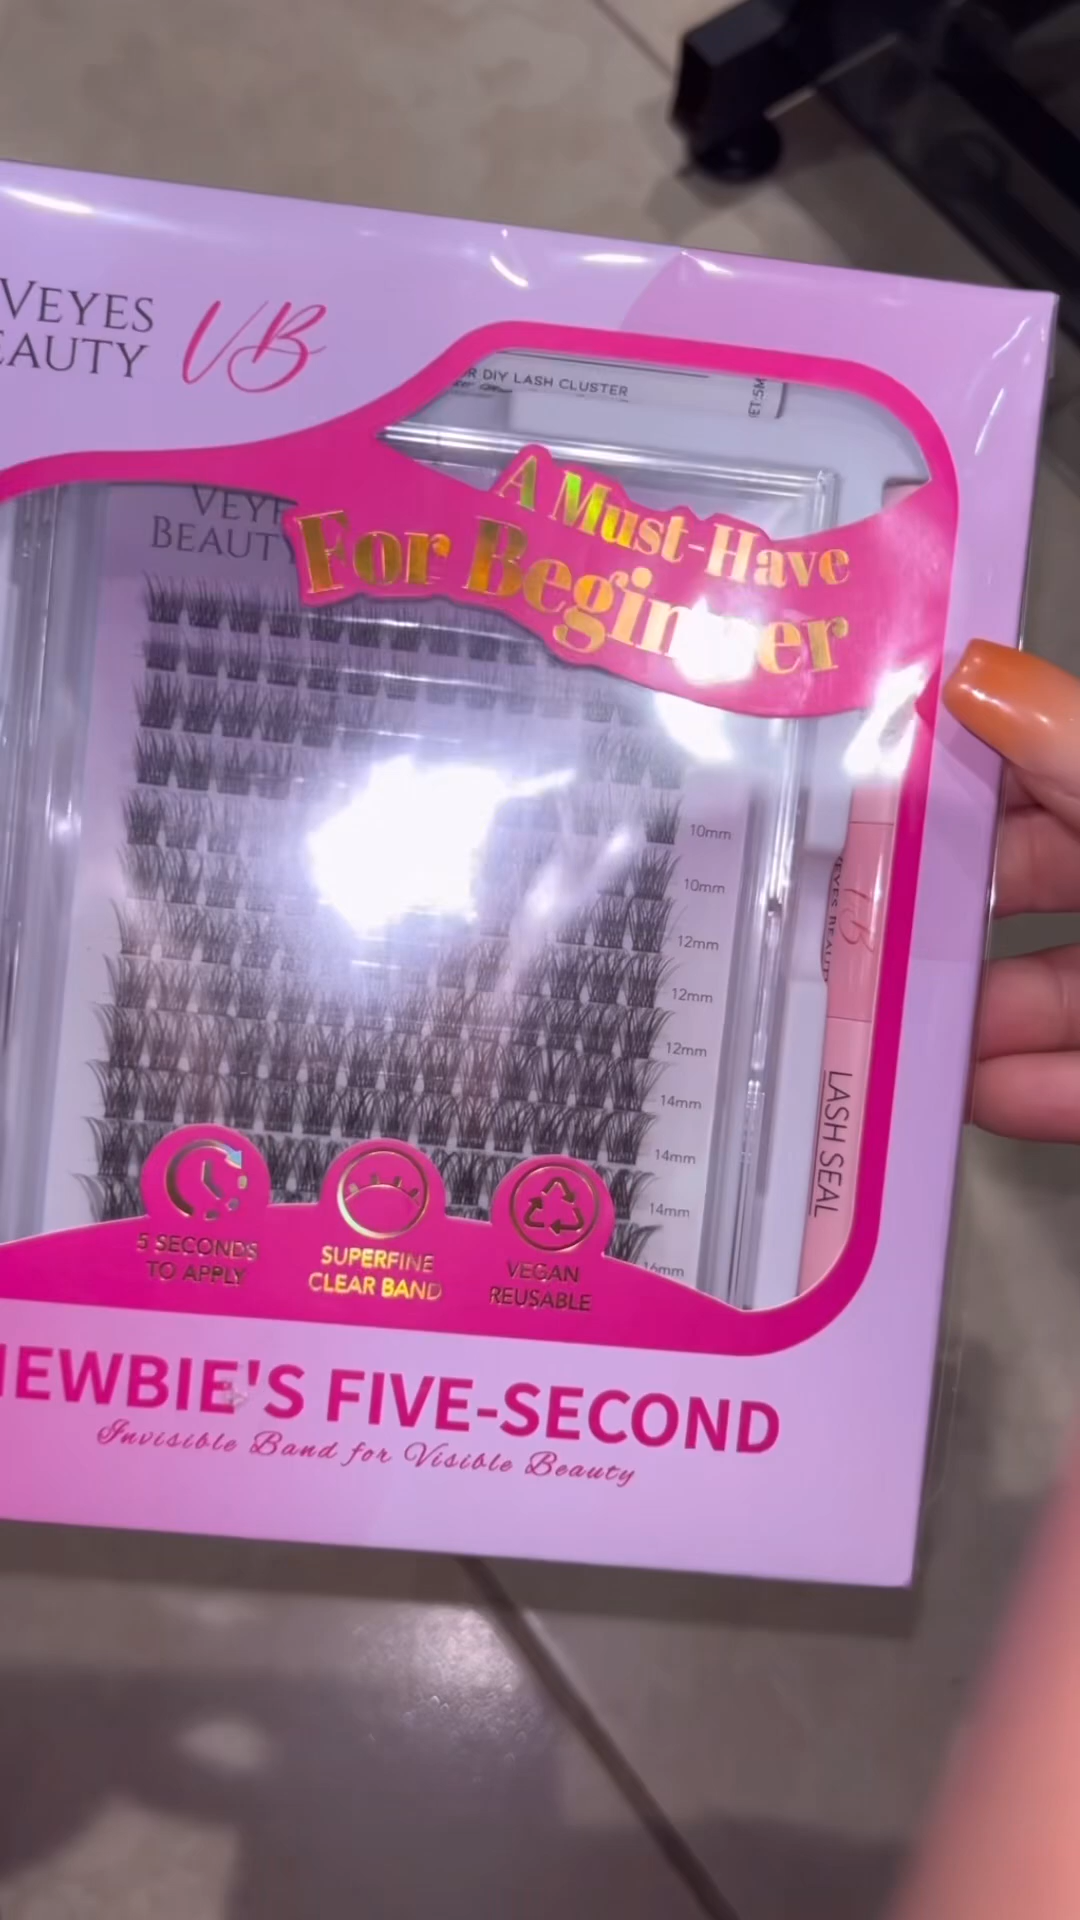 VEYES
EAUTY
VB
R DIY LASH CLUSTER
A Must-Have
For Beginner
BEAUTY
10mm
10mm
12mm
12mm
12mm
14mm
14mm
14mm
16mm
VB
LASH SEAL
5 SECONDS
TO APPLY
SUPERFINE
CLEAR BAND
VEGAN
REUSABLE
EWBIE'S FIVE-SECOND
Invisible Band for Visible Beauty